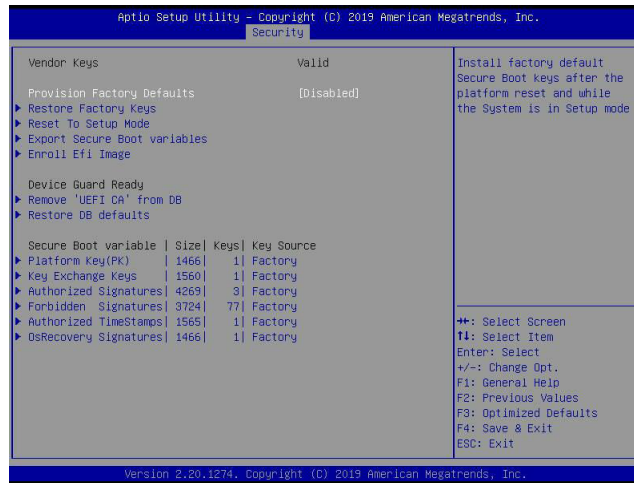 Aptio Setup Utility – Copyright (C) 2019 American Megatrends, Inc.
Security
Vendor Keys Valid
Provision Factory Defaults [Disabled]
Restore Factory Keys
Reset To Setup Mode
Export Secure Boot variables
Enroll Efi Image
Device Guard Ready
Remove 'UEFI CA' from DB
Restore DB defaults
Secure Boot variable | Size| Keys| Key Source
Platform Key(PK) | 1466| 1| Factory
Key Exchange Keys | 1560| 1| Factory
Authorized Signatures| 4269| 3| Factory
Forbidden Signatures| 3724| 77| Factory
Authorized TimeStamps| 1565| 1| Factory
OsRecovery Signatures| 1466| 1| Factory
Install factory default
Secure Boot keys after the
platform reset and while
the System is in Setup mode
→←: Select Screen
↑↓: Select Item
Enter: Select
+/-: Change Opt.
F1: General Help
F2: Previous Values
F3: Optimized Defaults
F4: Save & Exit
ESC: Exit
Version 2.20.1274. Copyright (C) 2019 American Megatrends, Inc.